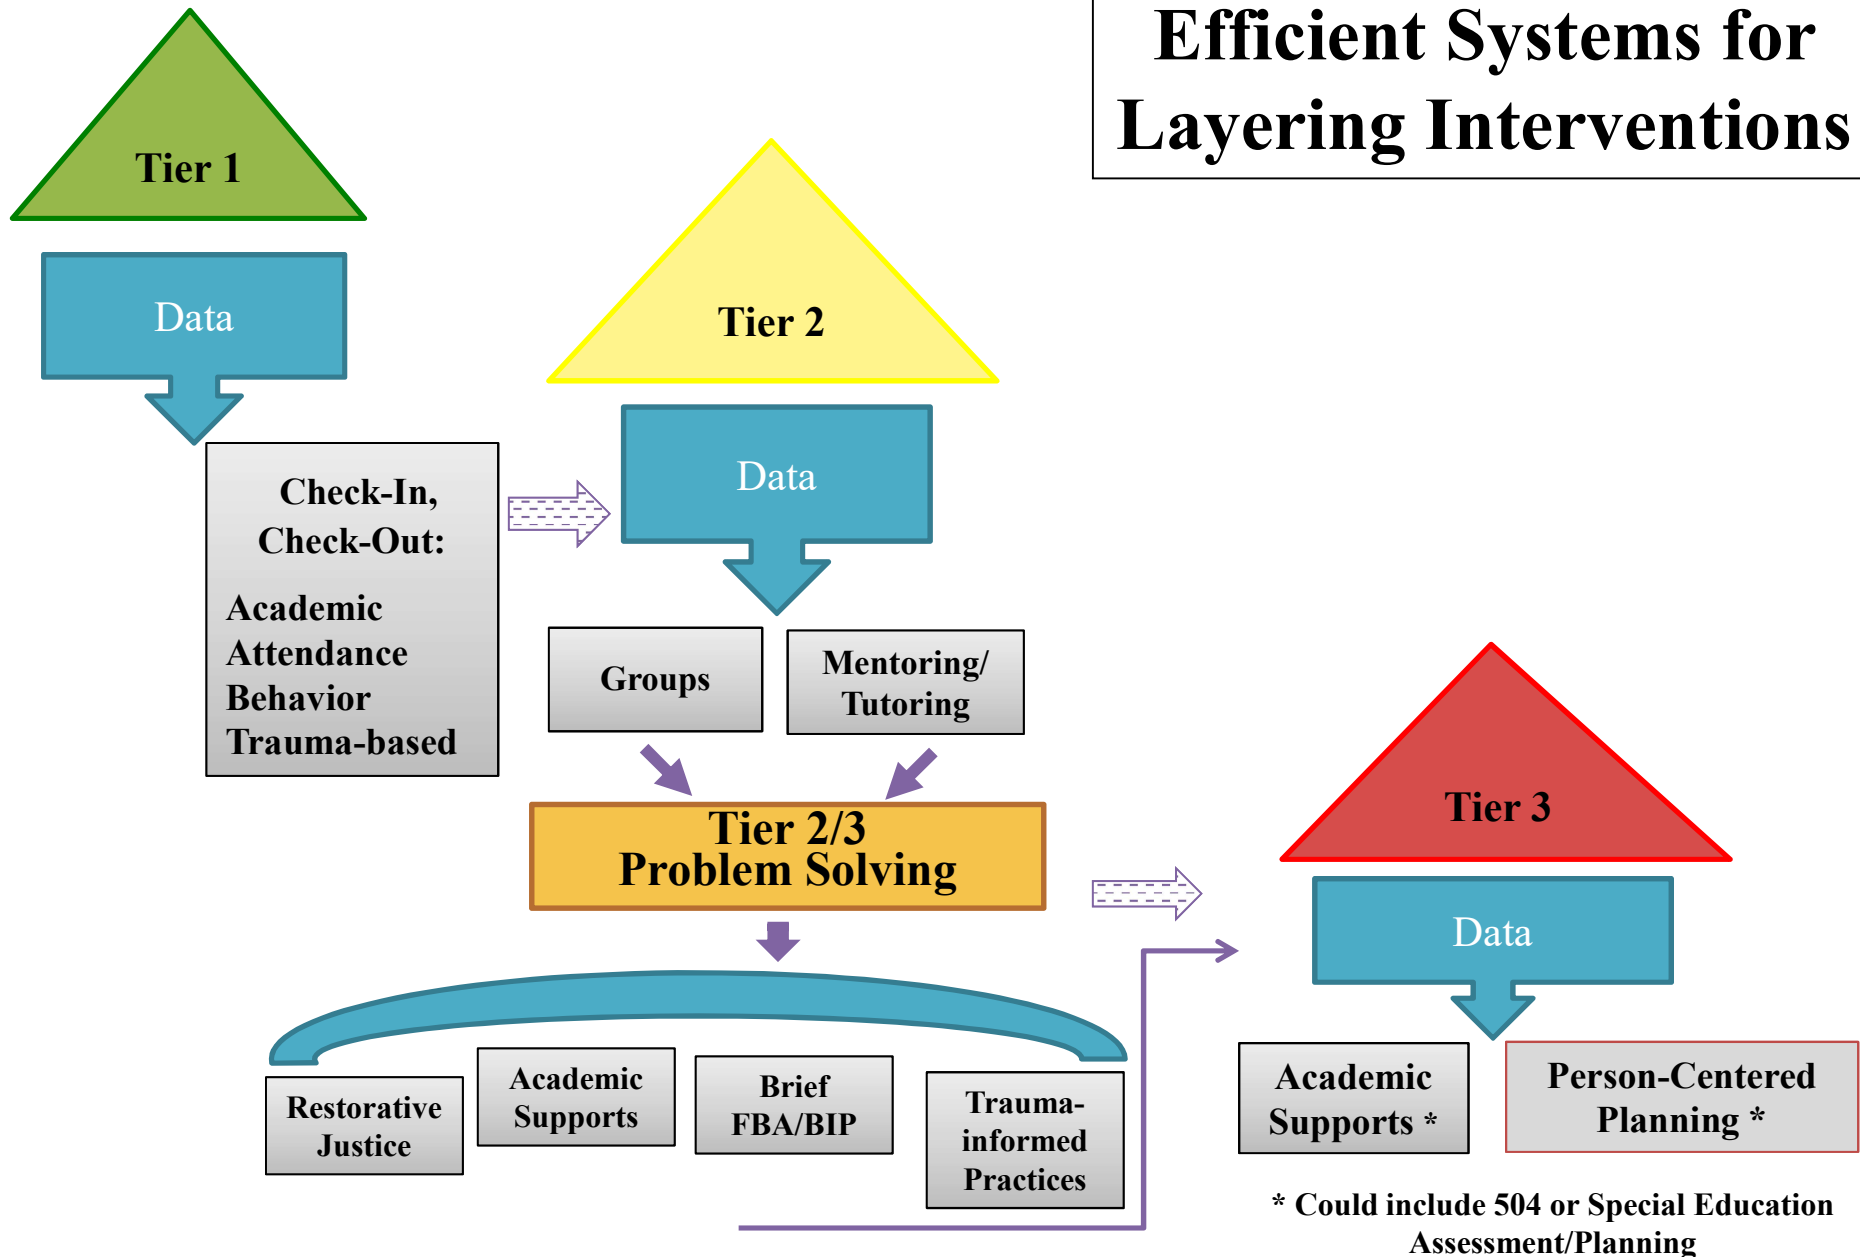 Efficient Systems for
Layering Interventions
Tier 1
Data
Check-In,
Check-Out:
Academic
Attendance
Behavior
Trauma-based
Tier 2
Data
Groups
Mentoring/
Tutoring
Tier 2/3
Problem Solving
Restorative
Justice
Academic
Supports
Brief
FBA/BIP
Trauma-
informed
Practices
Tier 3
Data
Academic
Supports *
Person-Centered
Planning *
* Could include 504 or Special Education
Assessment/Planning